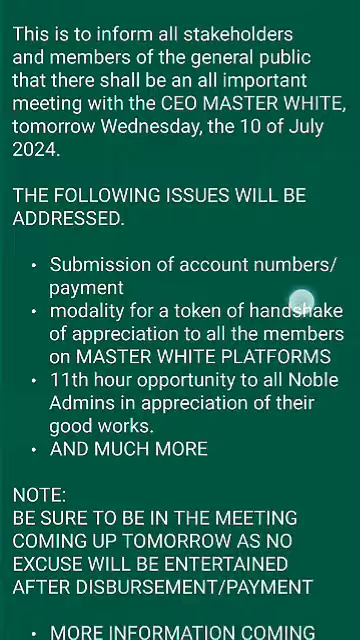 This is to inform all stakeholders
and members of the general public
that there shall be an all important
meeting with the CEO MASTER WHITE,
tomorrow Wednesday, the 10 of July
2024.
THE FOLLOWING ISSUES WILL BE
ADDRESSED.
• Submission of account numbers/
payment
• modality for a token of handshake
of appreciation to all the members
on MASTER WHITE PLATFORMS
• 11th hour opportunity to all Noble
Admins in appreciation of their
good works.
• AND MUCH MORE
NOTE:
BE SURE TO BE IN THE MEETING
COMING UP TOMORROW AS NO
EXCUSE WILL BE ENTERTAINED
AFTER DISBURSEMENT/PAYMENT
• MORE INFORMATION COMING